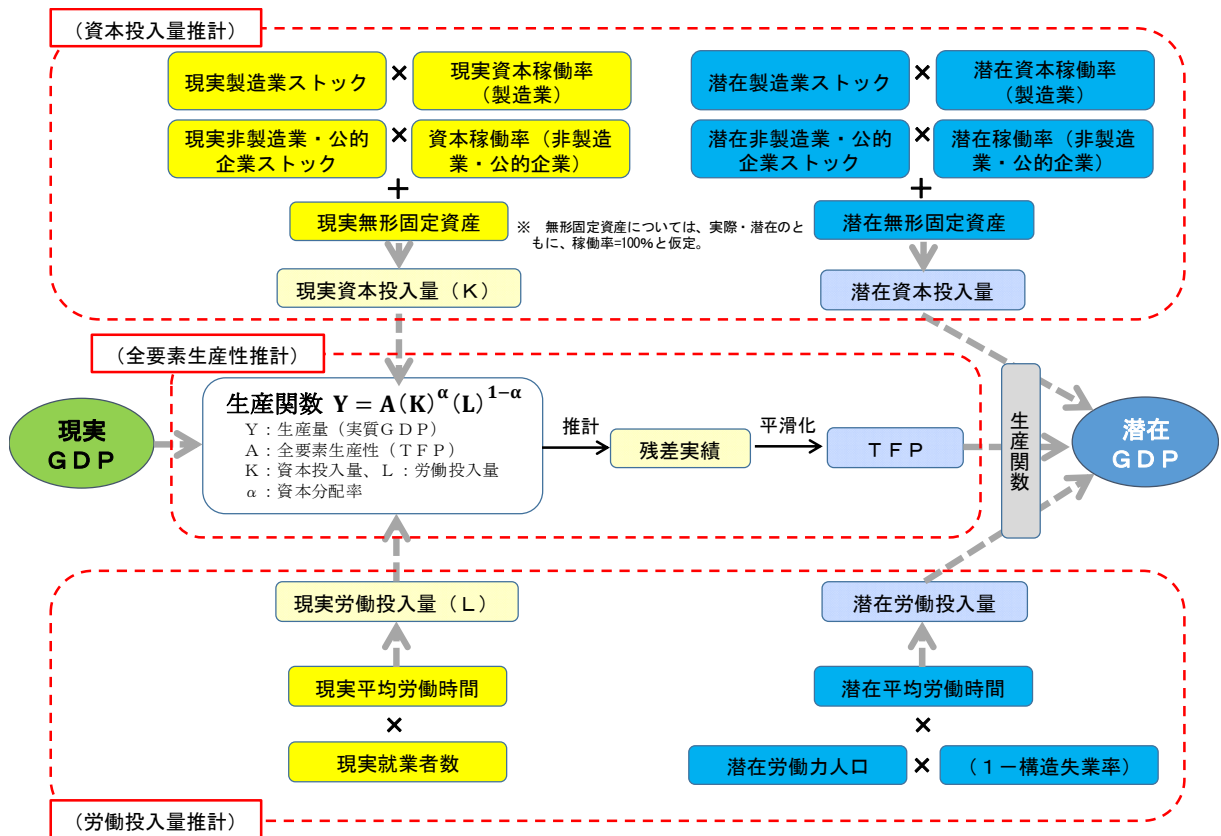 （資本投入量推計）
現実製造業ストック
×
現実資本稼働率
（製造業）
潜在製造業ストック
×
潜在資本稼働率
（製造業）
現実非製造業・公的
企業ストック
×
資本稼働率（非製造
業・公的企業）
潜在非製造業・公的
企業ストック
×
潜在稼働率（非製造
業・公的企業）
＋
＋
現実無形固定資産
※　無形固定資産については、実際・潜在のと
もに、稼働率=100%と仮定。
潜在無形固定資産
現実資本投入量（Ｋ）
潜在資本投入量
（全要素生産性推計）
現実
ＧＤＰ
生産関数 Y = A(K)^α(L)^{1-α}
Ｙ：生産量（実質ＧＤＰ）
Ａ：全要素生産性（ＴＦＰ）
Ｋ：資本投入量、Ｌ：労働投入量
α：資本分配率
推計
残差実績
平滑化
ＴＦＰ
生産関数
潜在
ＧＤＰ
現実労働投入量（Ｌ）
潜在労働投入量
現実平均労働時間
潜在平均労働時間
×
×
現実就業者数
潜在労働力人口
×
（１－構造失業率）
（労働投入量推計）